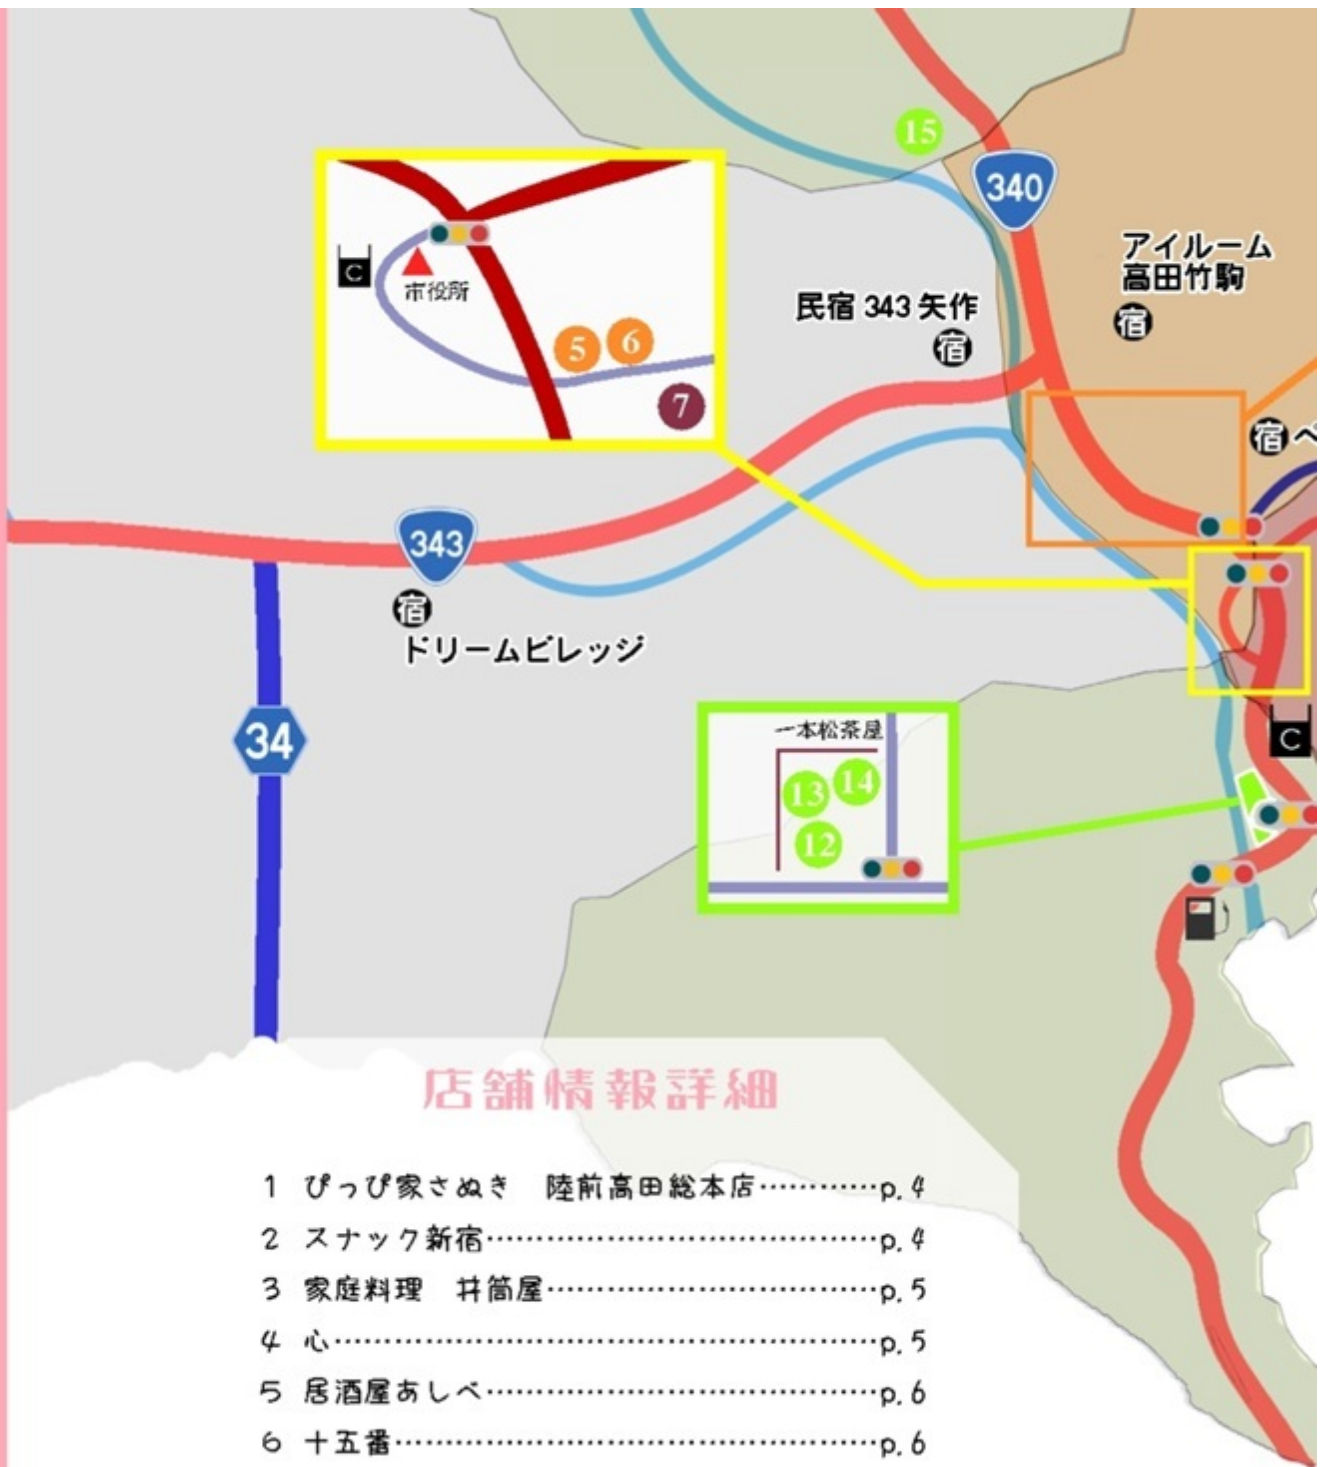 15
340
アイルーム
高田竹駒
宿
C
市役所
民宿 343 矢作
宿
5
6
7
宿 ベ
343
宿
ドリームビレッジ
34
C
一本松茶屋
13
14
12
店舗情報詳細
1 ぴっぴ家さぬき 陸前高田総本店…………p.4
2 スナック新宿…………………………………p.4
3 家庭料理 井筒屋……………………………p.5
4 心………………………………………………p.5
5 居酒屋あしべ…………………………………p.6
6 十五番…………………………………………p.6